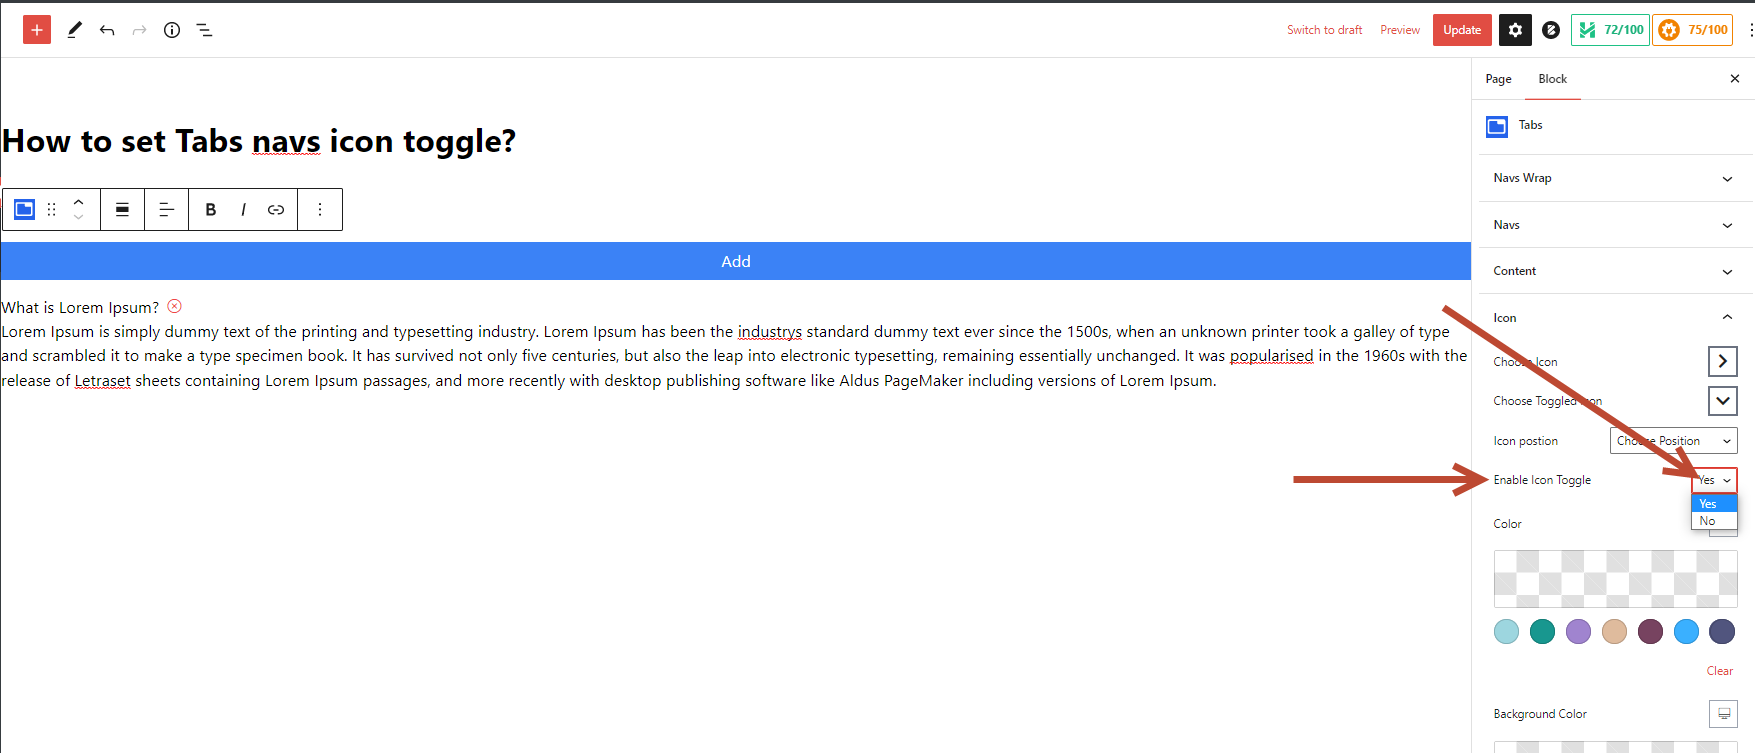 Switch to draft
Preview
Update
72/100
75/100
Page
Block
Tabs
How to set Tabs navs icon toggle?
B
I
Add
What is Lorem Ipsum?
Lorem Ipsum is simply dummy text of the printing and typesetting industry. Lorem Ipsum has been the industrys standard dummy text ever since the 1500s, when an unknown printer took a galley of type
and scrambled it to make a type specimen book. It has survived not only five centuries, but also the leap into electronic typesetting, remaining essentially unchanged. It was popularised in the 1960s with the
release of Letraset sheets containing Lorem Ipsum passages, and more recently with desktop publishing software like Aldus PageMaker including versions of Lorem Ipsum.
Navs Wrap
Navs
Content
Icon
Choose Icon
Choose Toggled Icon
Icon postion
Choose Position
Enable Icon Toggle
Yes
Yes
No
Color
Clear
Background Color